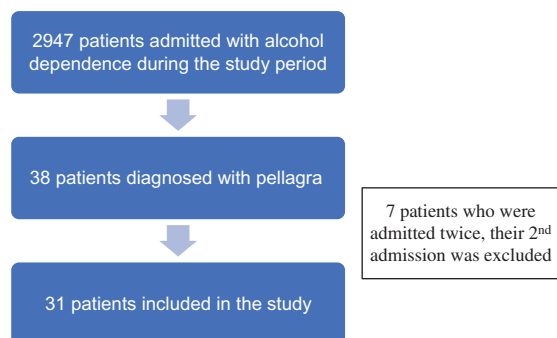 2947 patients admitted with alcohol
dependence during the study period
38 patients diagnosed with pellagra
7 patients who were
admitted twice, their 2nd
admission was excluded
31 patients included in the study